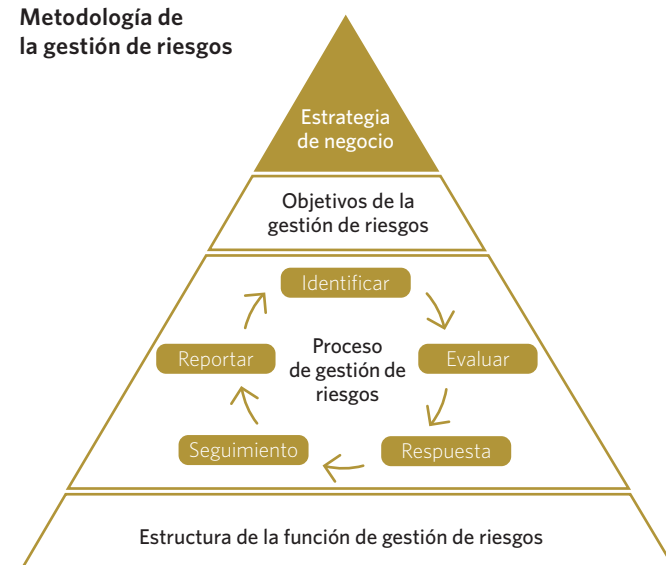 Metodología de
la gestión de riesgos
Estrategia
de negocio
Objetivos de la
gestión de riesgos
Identificar
Reportar
Proceso
de gestión de
riesgos
Evaluar
Seguimiento
Respuesta
Estructura de la función de gestión de riesgos